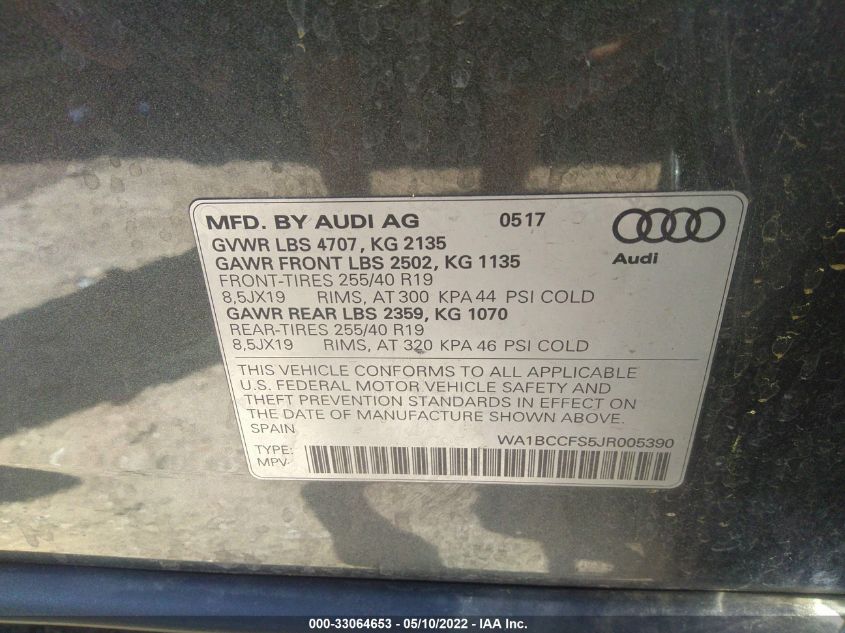 MFD. BY AUDI AG 0517
GVWR LBS 4707, KG 2135
GAWR FRONT LBS 2502, KG 1135
Audi
FRONT-TIRES 255/40 R19
8,5JX19 RIMS, AT 300 KPA 44 PSI COLD
GAWR REAR LBS 2359, KG 1070
REAR-TIRES 255/40 R19
8,5JX19 RIMS, AT 320 KPA 46 PSI COLD
THIS VEHICLE CONFORMS TO ALL APPLICABLE
U.S. FEDERAL MOTOR VEHICLE SAFETY AND
THEFT PREVENTION STANDARDS IN EFFECT ON
THE DATE OF MANUFACTURE SHOWN ABOVE.
SPAIN
WA1BCCFS5JR005390
TYPE:
MPV
000-33064653 - 05/10/2022 - IAA Inc.